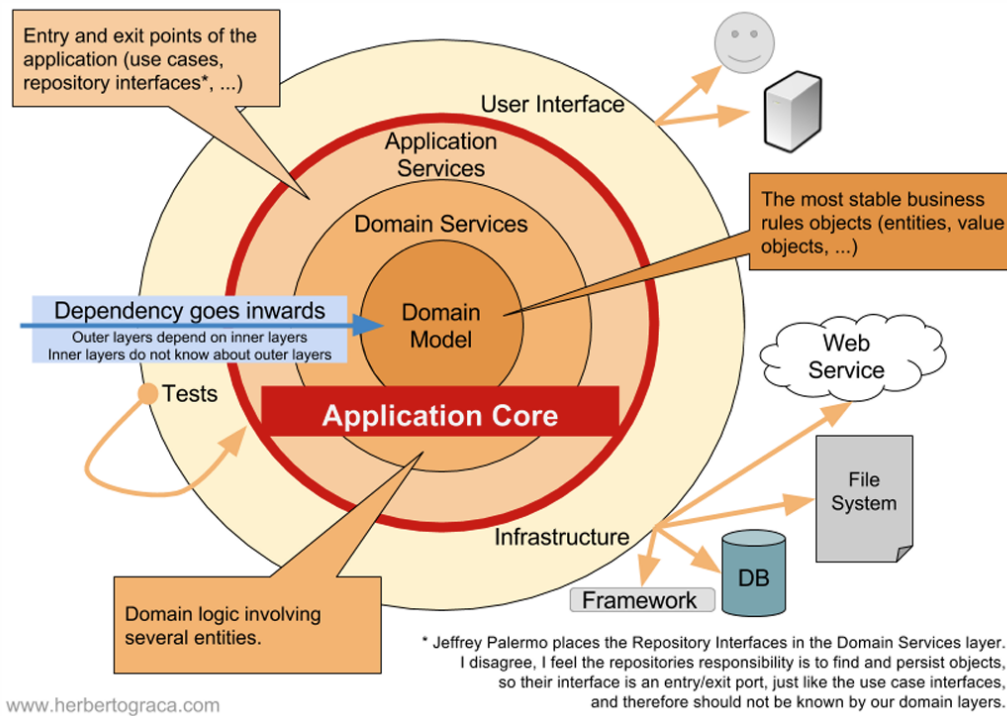 Entry and exit points of the
application (use cases,
repository interfaces*, ...)
User Interface
Application
Services
Domain Services
The most stable business
rules objects (entities, value
objects, ...)
Dependency goes inwards
Outer layers depend on inner layers
Inner layers do not know about outer layers
Domain
Model
Web
Service
Tests
Application Core
File
System
Infrastructure
DB
Framework
Domain logic involving
several entities.
* Jeffrey Palermo places the Repository Interfaces in the Domain Services layer.
I disagree, I feel the repositories responsibility is to find and persist objects,
so their interface is an entry/exit port, just like the use case interfaces,
and therefore should not be known by our domain layers.
www.herbertograca.com